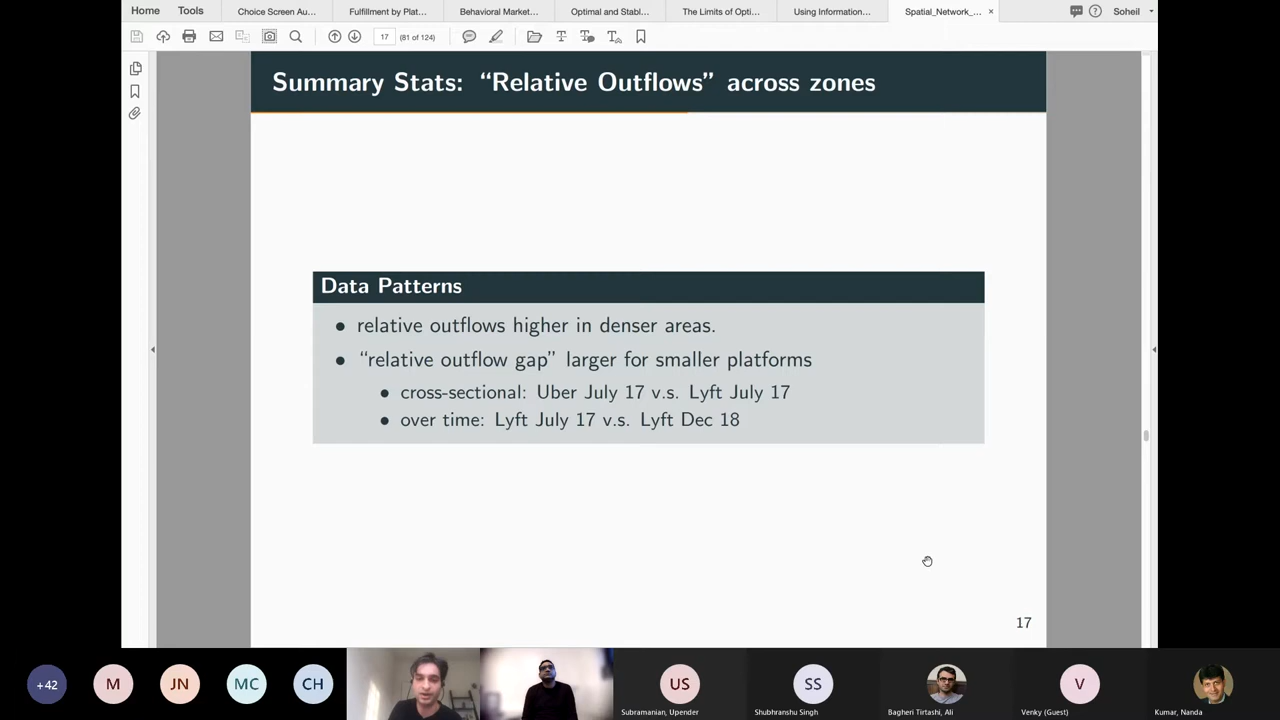 Home
Tools
Choice Screen Au...
Fulfillment by Plat...
Behavioral Market...
Optimal and Stabl...
The Limits of Opti...
Using Information...
Spatial_Network_...
×
Soheil
17
(81 of 124)
Summary Stats: “Relative Outflows” across zones
Data Patterns
• relative outflows higher in denser areas.
• “relative outflow gap” larger for smaller platforms
• cross-sectional: Uber July 17 v.s. Lyft July 17
• over time: Lyft July 17 v.s. Lyft Dec 18
17
+42
M
JN
MC
CH
US
Subramanian, Upender
SS
Shubhranshu Singh
Bagheri Tirtashi, Ali
V
Venky (Guest)
Kumar, Nanda